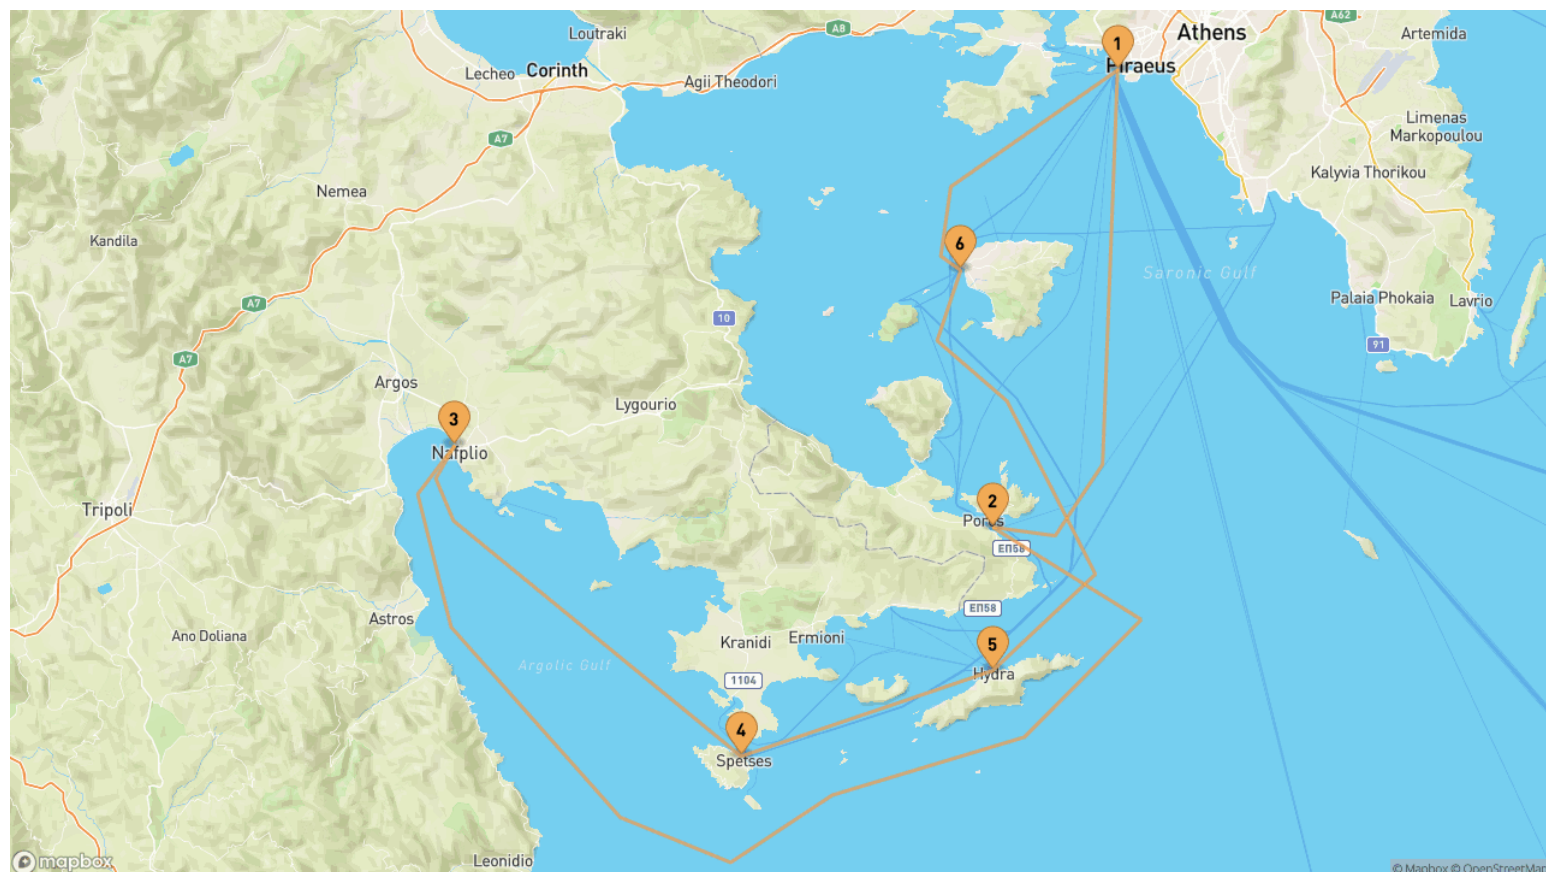 Athens
A62
Artemida
Loutraki
A8
1
Piraeus
Lecheo
Corinth
Agii Theodori
Limenas
Markopoulou
A7
Kalyvia Thorikou
Nemea
Kandila
6
Saronic Gulf
A7
Palaia Phokaia
Lavrio
10
91
A7
Argos
Lygourio
3
Nafplio
2
Tripoli
Poros
ΕΠ58
ΕΠ58
Astros
Ano Doliana
Kranidi
Ermioni
5
Argolic Gulf
Hydra
1104
4
Spetses
Leonidio
mapbox
© Mapbox © OpenStreetMap